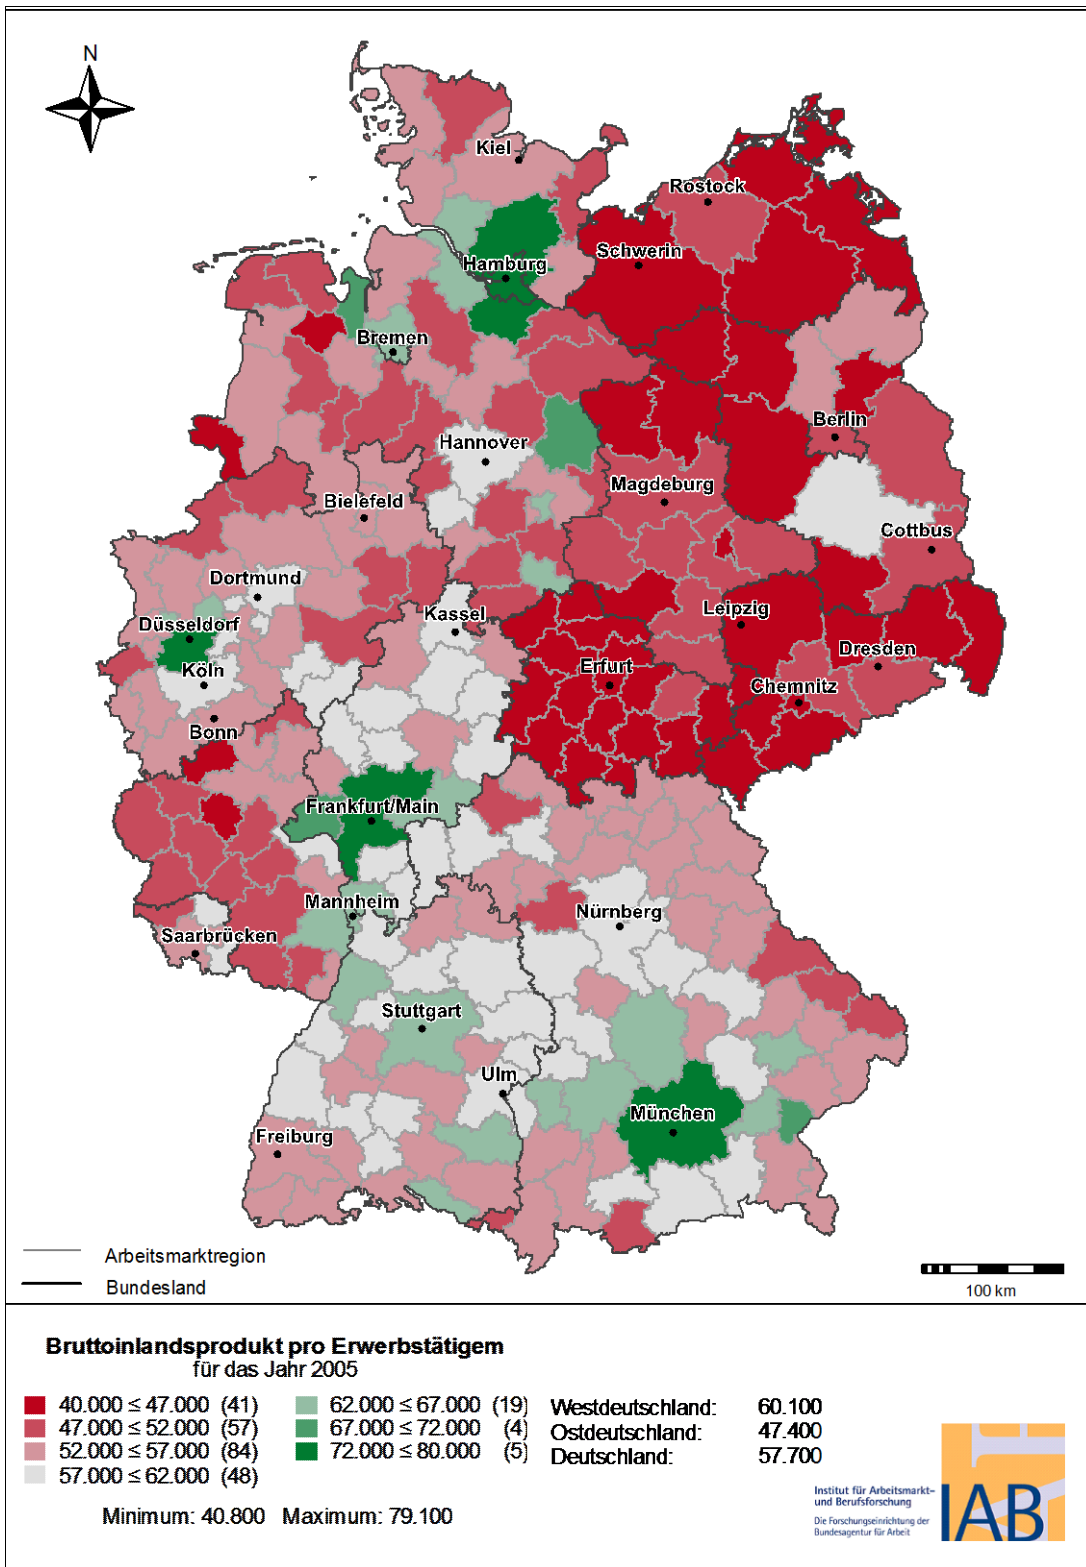 N
Kiel
Rostock
Schwerin
Hamburg
Bremen
Berlin
Hannover
Magdeburg
Bielefeld
Cottbus
Dortmund
Leipzig
Kassel
Düsseldorf
Dresden
Köln
Erfurt
Chemnitz
Bonn
Frankfurt/Main
Mannheim
Nürnberg
Saarbrücken
Stuttgart
Ulm
München
Freiburg
Arbeitsmarktregion
Bundesland
100 km
Bruttoinlandsprodukt pro Erwerbstätigem
für das Jahr 2005
40.000 ≤ 47.000 (41)
47.000 ≤ 52.000 (57)
52.000 ≤ 57.000 (84)
57.000 ≤ 62.000 (48)
62.000 ≤ 67.000 (19)
67.000 ≤ 72.000 (4)
72.000 ≤ 80.000 (5)
Westdeutschland: 60.100
Ostdeutschland: 47.400
Deutschland: 57.700
Minimum: 40.800 Maximum: 79.100
Institut für Arbeitsmarkt-
und Berufsforschung
Die Forschungseinrichtung der
Bundesagentur für Arbeit
IAB